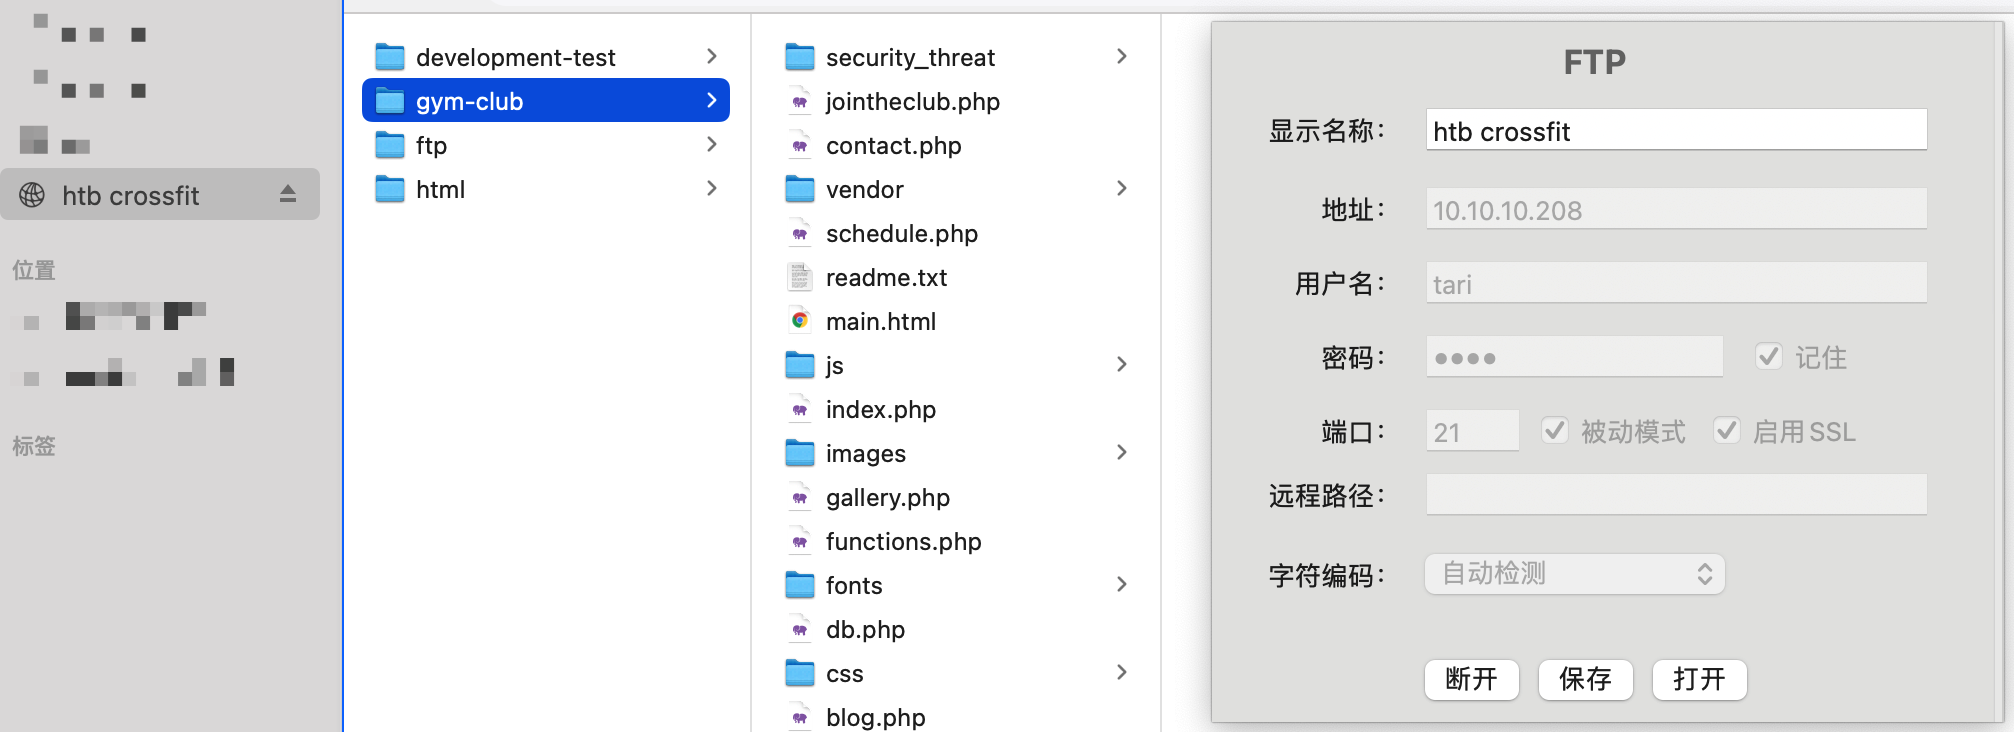 htb crossfit
位置
标签
development-test
gym-club
ftp
html
security_threat
jointheclub.php
contact.php
vendor
schedule.php
readme.txt
main.html
js
index.php
images
gallery.php
functions.php
fonts
db.php
css
blog.php
FTP
显示名称: htb crossfit
地址: 10.10.10.208
用户名: tari
密码: ●●●● 记住
端口: 21 被动模式 启用 SSL
远程路径:
字符编码: 自动检测
断开 保存 打开